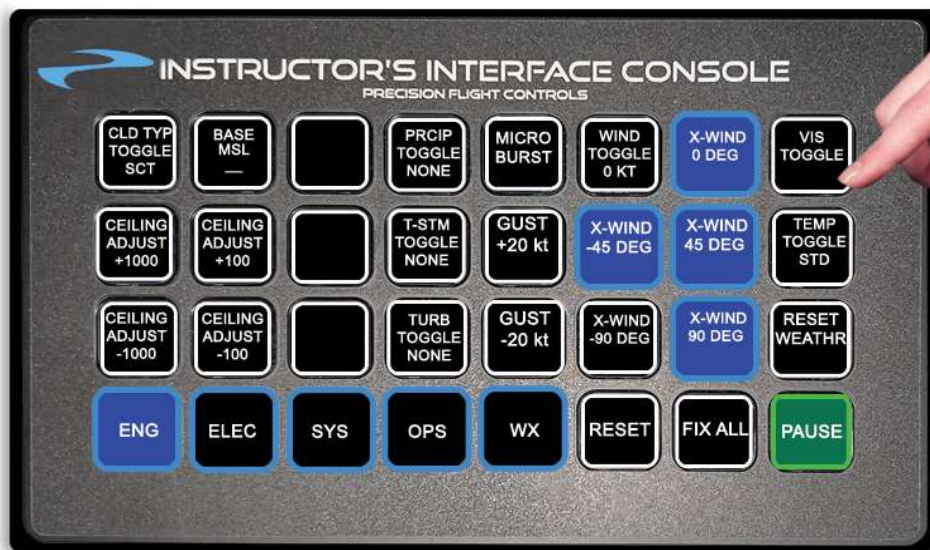 INSTRUCTOR'S INTERFACE CONSOLE
PRECISION FLIGHT CONTROLS
CLD TYP
TOGGLE
SCT
BASE
MSL
__
PRCIP
TOGGLE
NONE
MICRO
BURST
WIND
TOGGLE
0 KT
X-WIND
0 DEG
VIS
TOGGLE
CEILING
ADJUST
+1000
CEILING
ADJUST
+100
T-STM
TOGGLE
NONE
GUST
+20 kt
X-WIND
-45 DEG
X-WIND
45 DEG
TEMP
TOGGLE
STD
CEILING
ADJUST
-1000
CEILING
ADJUST
-100
TURB
TOGGLE
NONE
GUST
-20 kt
X-WIND
-90 DEG
X-WIND
90 DEG
RESET
WEATHR
ENG
ELEC
SYS
OPS
WX
RESET
FIX ALL
PAUSE